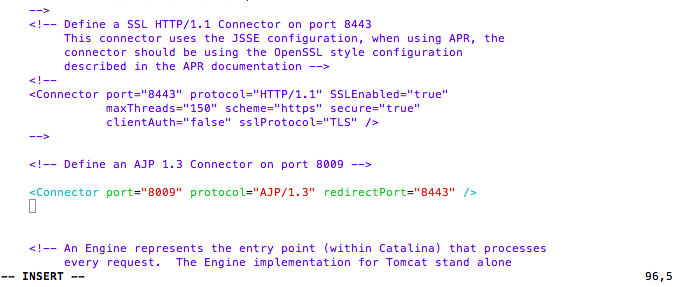 -->
<!-- Define a SSL HTTP/1.1 Connector on port 8443
This connector uses the JSSE configuration, when using APR, the
connector should be using the OpenSSL style configuration
described in the APR documentation -->
<!--
<Connector port="8443" protocol="HTTP/1.1" SSLEnabled="true"
maxThreads="150" scheme="https" secure="true"
clientAuth="false" sslProtocol="TLS" />
-->
<!-- Define an AJP 1.3 Connector on port 8009 -->
<Connector port="8009" protocol="AJP/1.3" redirectPort="8443" />
<!-- An Engine represents the entry point (within Catalina) that processes
every request.  The Engine implementation for Tomcat stand alone
-- INSERT -- 96,5